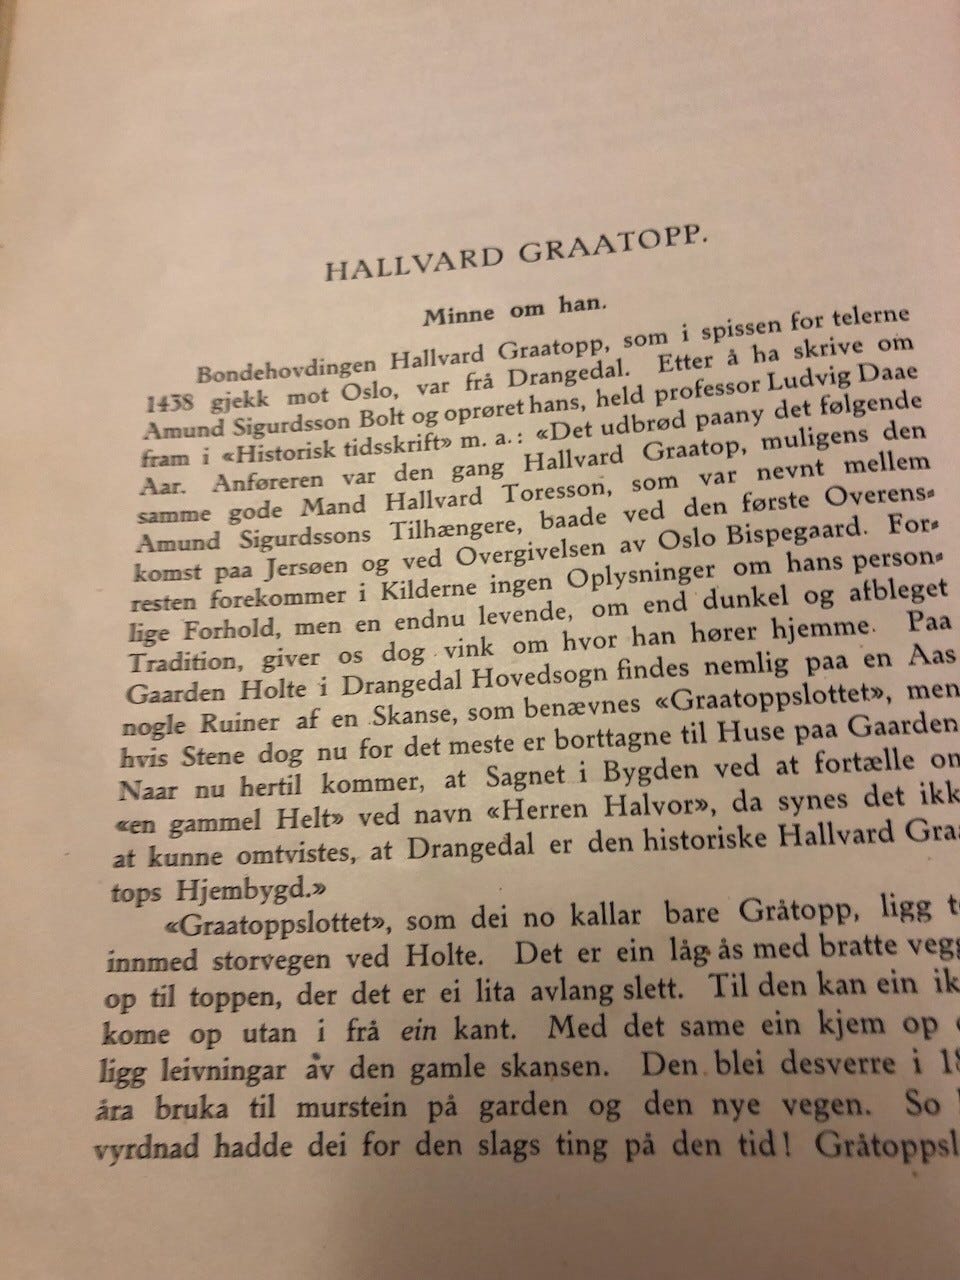 HALLVARD GRAATOPP.
Minne om han.
Bondehovdingen Hallvard Graatopp, som i spissen for telerne
1438 gjekk mot Oslo, var frå Drangedal. Etter å ha skrive om
Amund Sigurdsson Bolt og oprøret hans, held professor Ludvig Daae
fram i «Historisk tidsskrift» m. a.: «Det udbrød paany det følgende
Aar. Anføreren var den gang Hallvard Graatop, muligens den
samme gode Mand Hallvard Toresson, som var nevnt mellem
Amund Sigurdssons Tilhængere, baade ved den første Overens-
komst paa Jersøen og ved Overgivelsen av Oslo Bispegaard. For-
resten forekommer i Kilderne ingen Oplysninger om hans person-
lige Forhold, men en endnu levende, om end dunkel og afbleget
Tradition, giver os dog vink om hvor han hører hjemme. Paa
Gaarden Holte i Drangedal Hovedsogn findes nemlig paa en Aas
nogle Ruiner af en Skanse, som benævnes «Graatoppslottet», men
hvis Stene dog nu for det meste er borttagne til Huse paa Gaarden
Naar nu hertil kommer, at Sagnet i Bygden ved at fortælle
«en gammel Helt» ved navn «Herren Halvor», da synes det
at kunne omtvistes, at Drangedal er den historiske Hallvard
tops Hjembygd.»
«Graatoppslottet», som dei no kallar bare Gråtopp, ligg
innmed storvegen ved Holte. Det er ein låg ås med bratte
op til toppen, der det er ei lita avlang slett. Til den kan ein
kome op utan i frå ein kant. Med det same ein kjem op
ligg leivningar av den gamle skansen. Den blei desverre i
åra bruka til murstein på garden og den nye vegen. So
vyrdnad hadde dei for den slags ting på den tid!